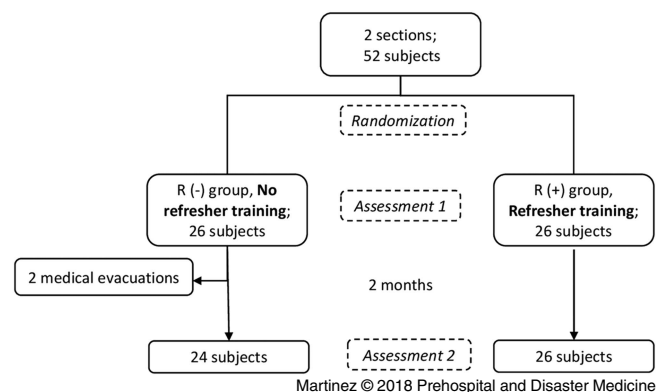 2 sections;
52 subjects
Randomization
R (-) group, No
refresher training;
26 subjects
Assessment 1
R (+) group,
Refresher training;
26 subjects
2 medical evacuations
2 months
24 subjects
Assessment 2
26 subjects
Martinez © 2018 Prehospital and Disaster Medicine